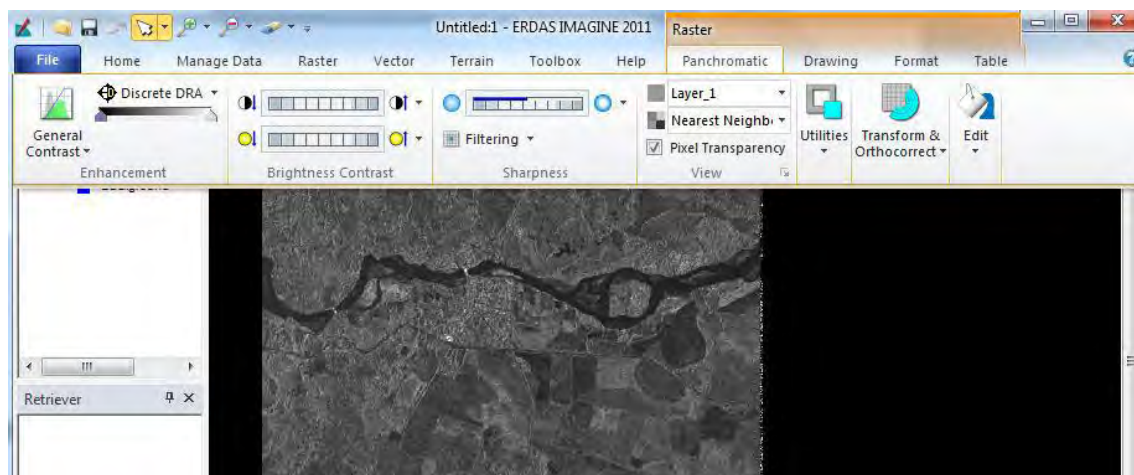 Untitled:1 - ERDAS IMAGINE 2011
Raster
File Home Manage Data Raster Vector Terrain Toolbox Help Panchromatic Drawing Format Table
Discrete DRA
General
Contrast
Enhancement
Brightness Contrast
Filtering
Sharpness
Layer_1
Nearest Neighb
Pixel Transparency
View
Utilities
Transform &
Orthocorrect
Edit
Retriever